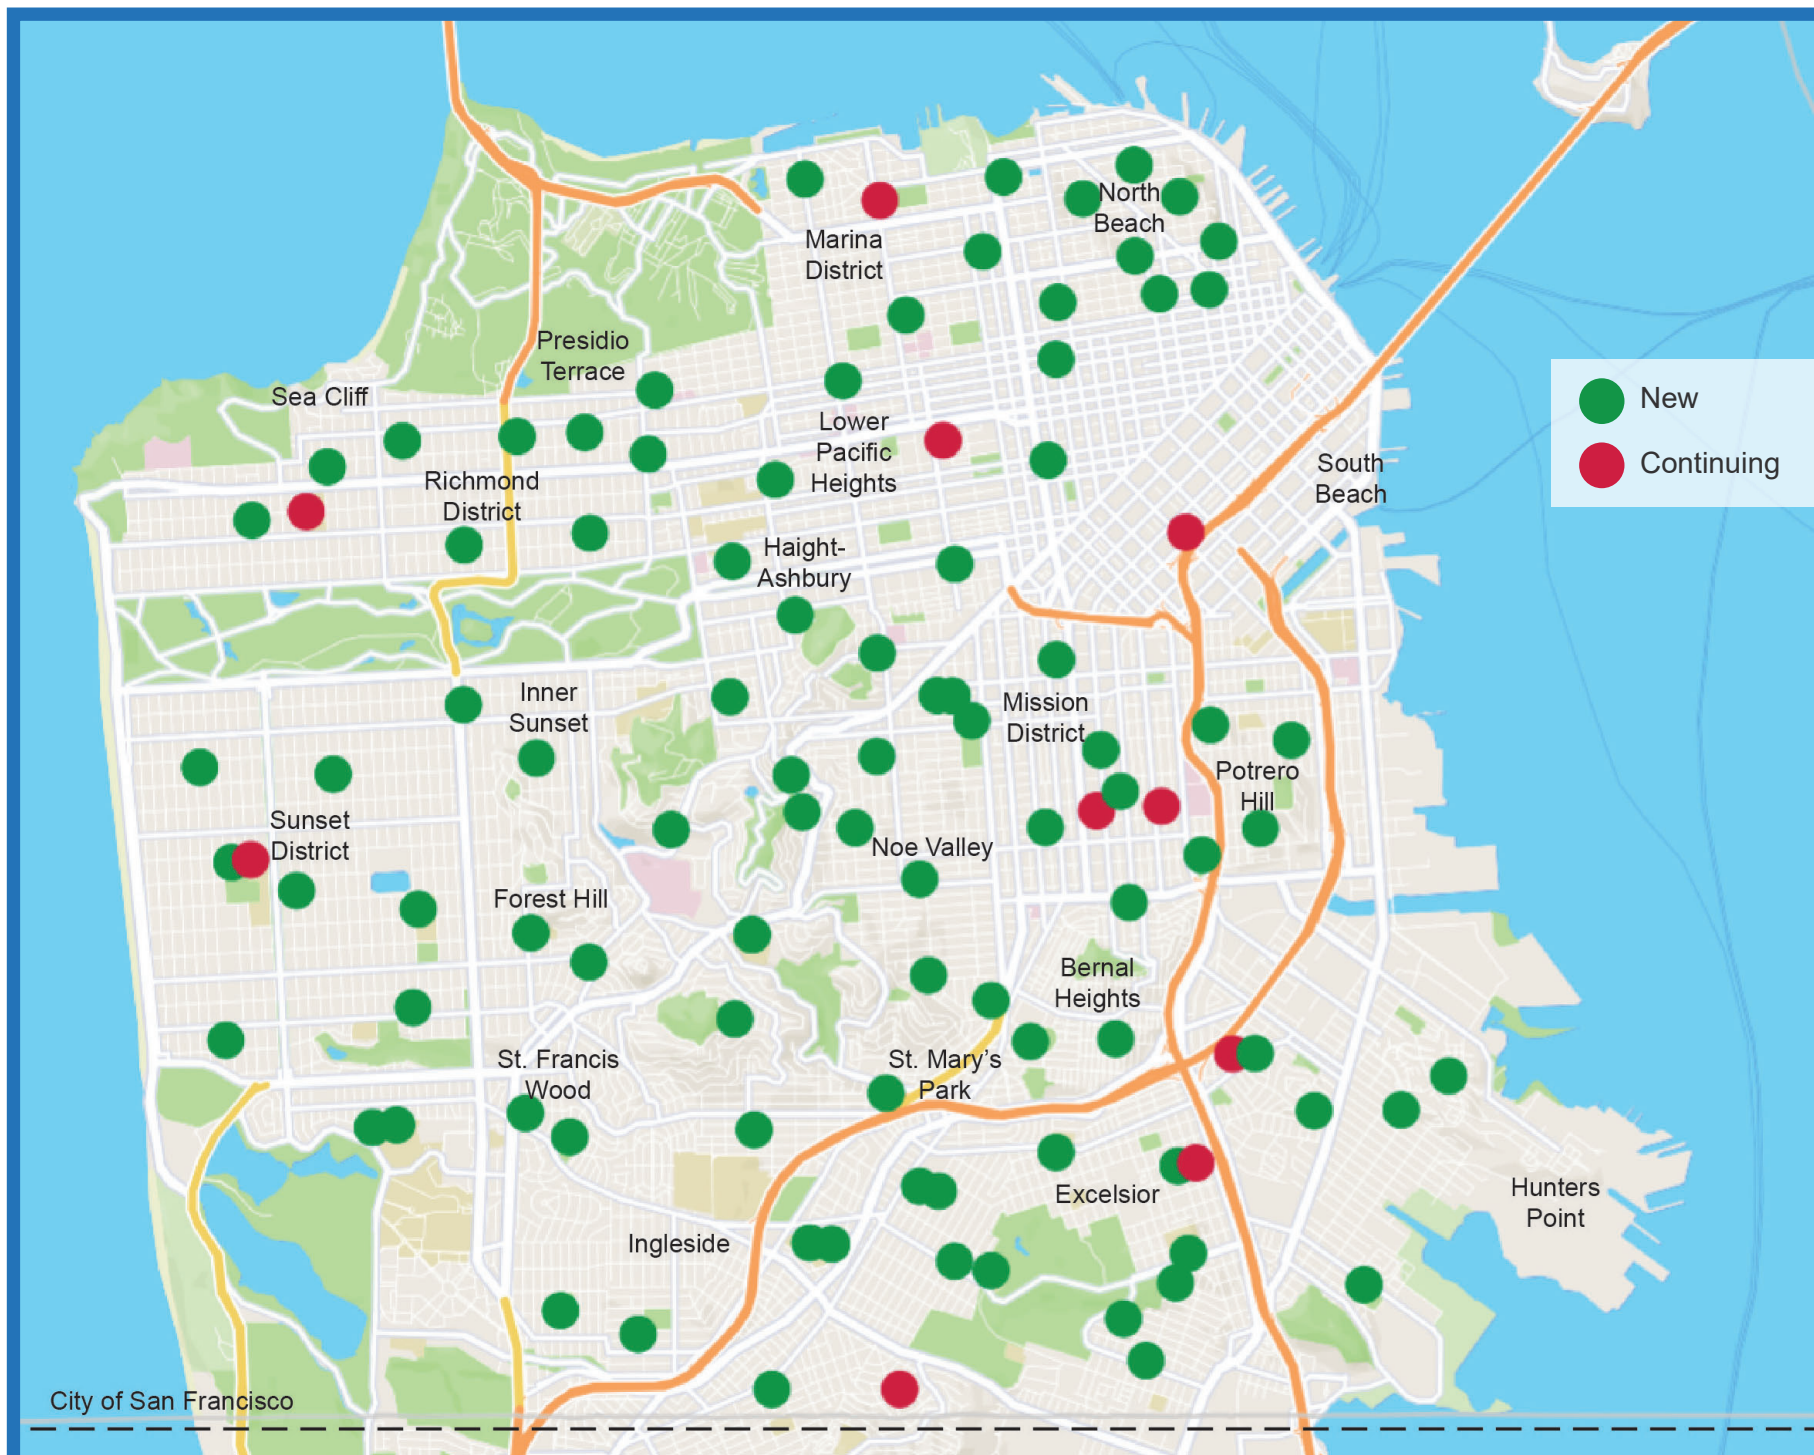 North
Beach
Marina
District
Presidio
Terrace
Sea Cliff
New
Lower
Pacific
Heights
Continuing
South
Beach
Richmond
District
Haight-
Ashbury
Inner
Sunset
Mission
District
Potrero
Hill
Sunset
District
Noe Valley
Forest Hill
Bernal
Heights
St. Francis
Wood
St. Mary's
Park
Excelsior
Hunters
Point
Ingleside
City of San Francisco